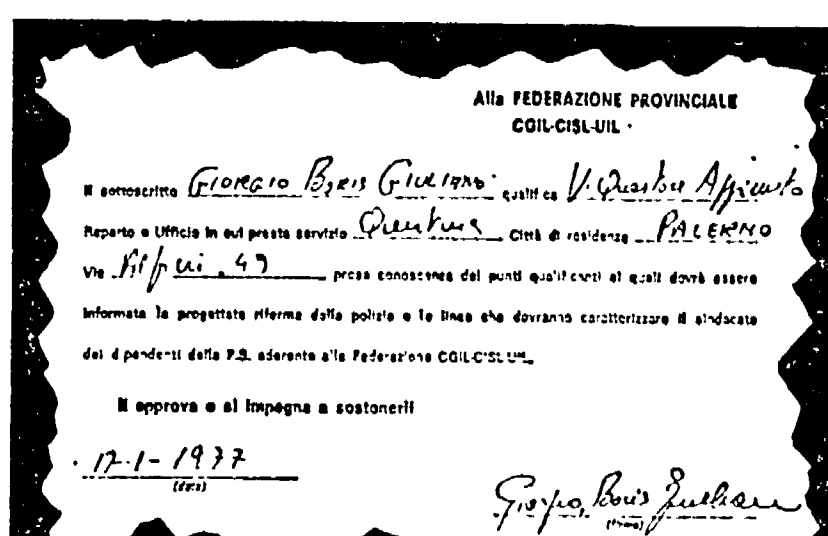 Alla FEDERAZIONE PROVINCIALE
CGIL-CISL-UIL
Il sottoscritto GIORGIO BORIS GIULIANO qualifica V. Questore Aggiunto
Reparto o Ufficio in cui presta servizio Questura Città di residenza PALERMO
Via 49 presa conoscenza dei punti qualificanti ai quali dovrà essere
informata la progettata riforma della polizia e le linee che dovranno caratterizzare il sindacato
dei dipendenti della P.S. aderente alla Federazione CGIL-CISL-UIL,
li approva e si impegna a sostenerli
17-1-1977
(data)
Giorgio Boris Giuliano
(firma)